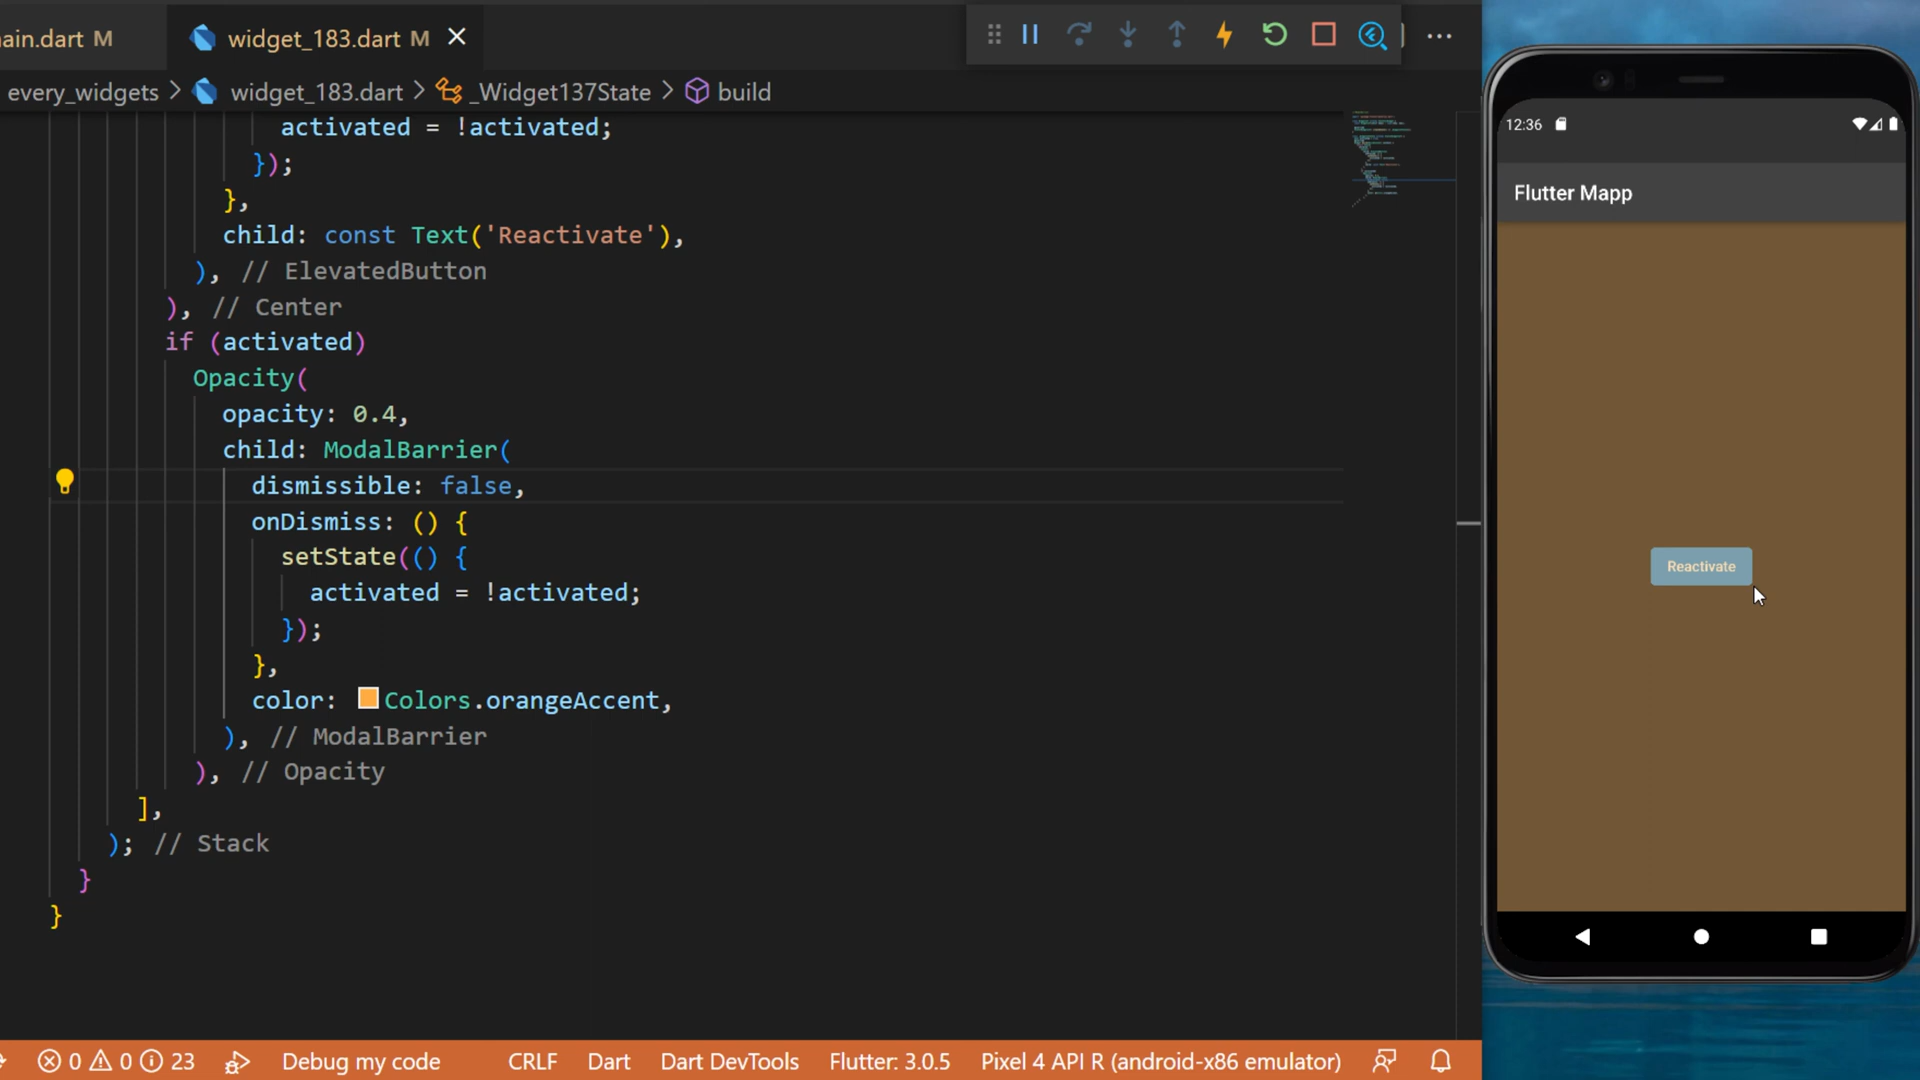 ain.dart M
widget_183.dart M
every_widgets > widget_183.dart > _Widget137State > build
activated = !activated;
});
},
child: const Text('Reactivate'),
), // ElevatedButton
), // Center
if (activated)
Opacity(
opacity: 0.4,
child: ModalBarrier(
dismissible: false,
onDismiss: () {
setState(() {
activated = !activated;
});
},
color: Colors.orangeAccent,
), // ModalBarrier
), // Opacity
],
); // Stack
}
}
0 0 23 Debug my code CRLF Dart Dart DevTools Flutter: 3.0.5 Pixel 4 API R (android-x86 emulator)
12:36
Flutter Mapp
Reactivate